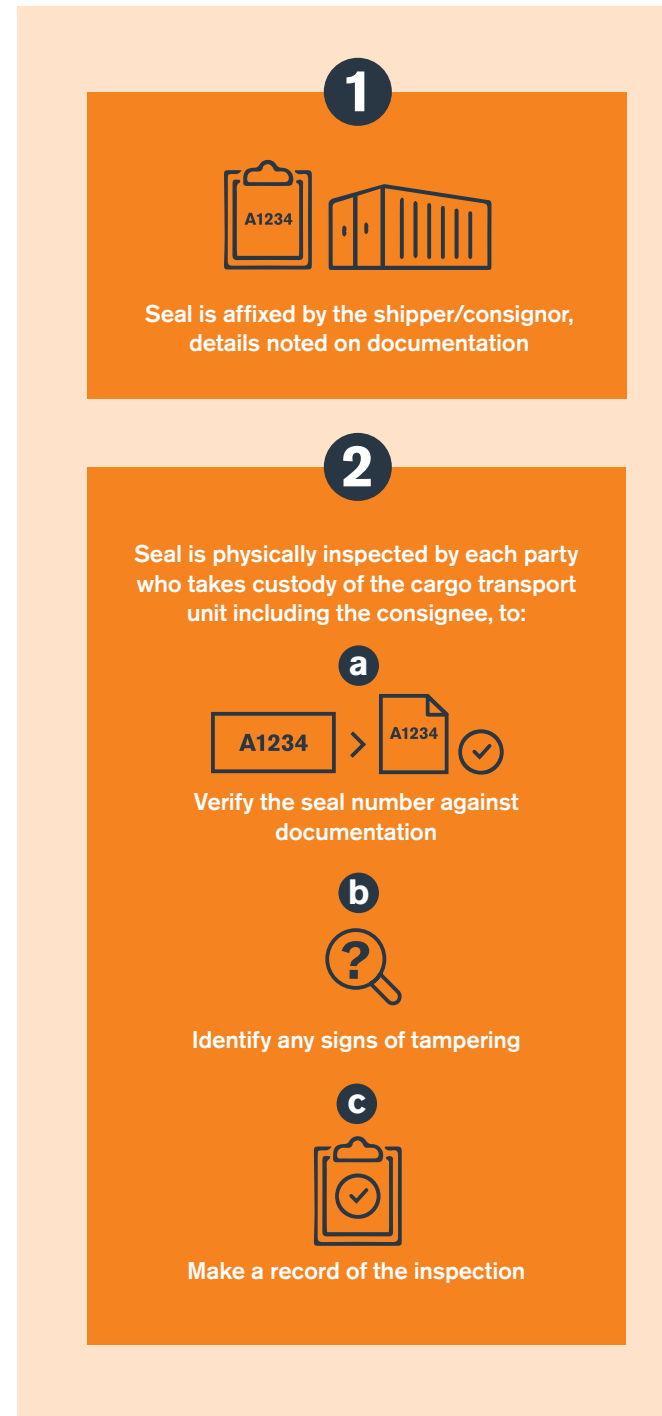 1
A1234
Seal is affixed by the shipper/consignor,
details noted on documentation
2
Seal is physically inspected by each party
who takes custody of the cargo transport
unit including the consignee, to:
a
A1234 > A1234
Verify the seal number against
documentation
b
?
Identify any signs of tampering
c
Make a record of the inspection